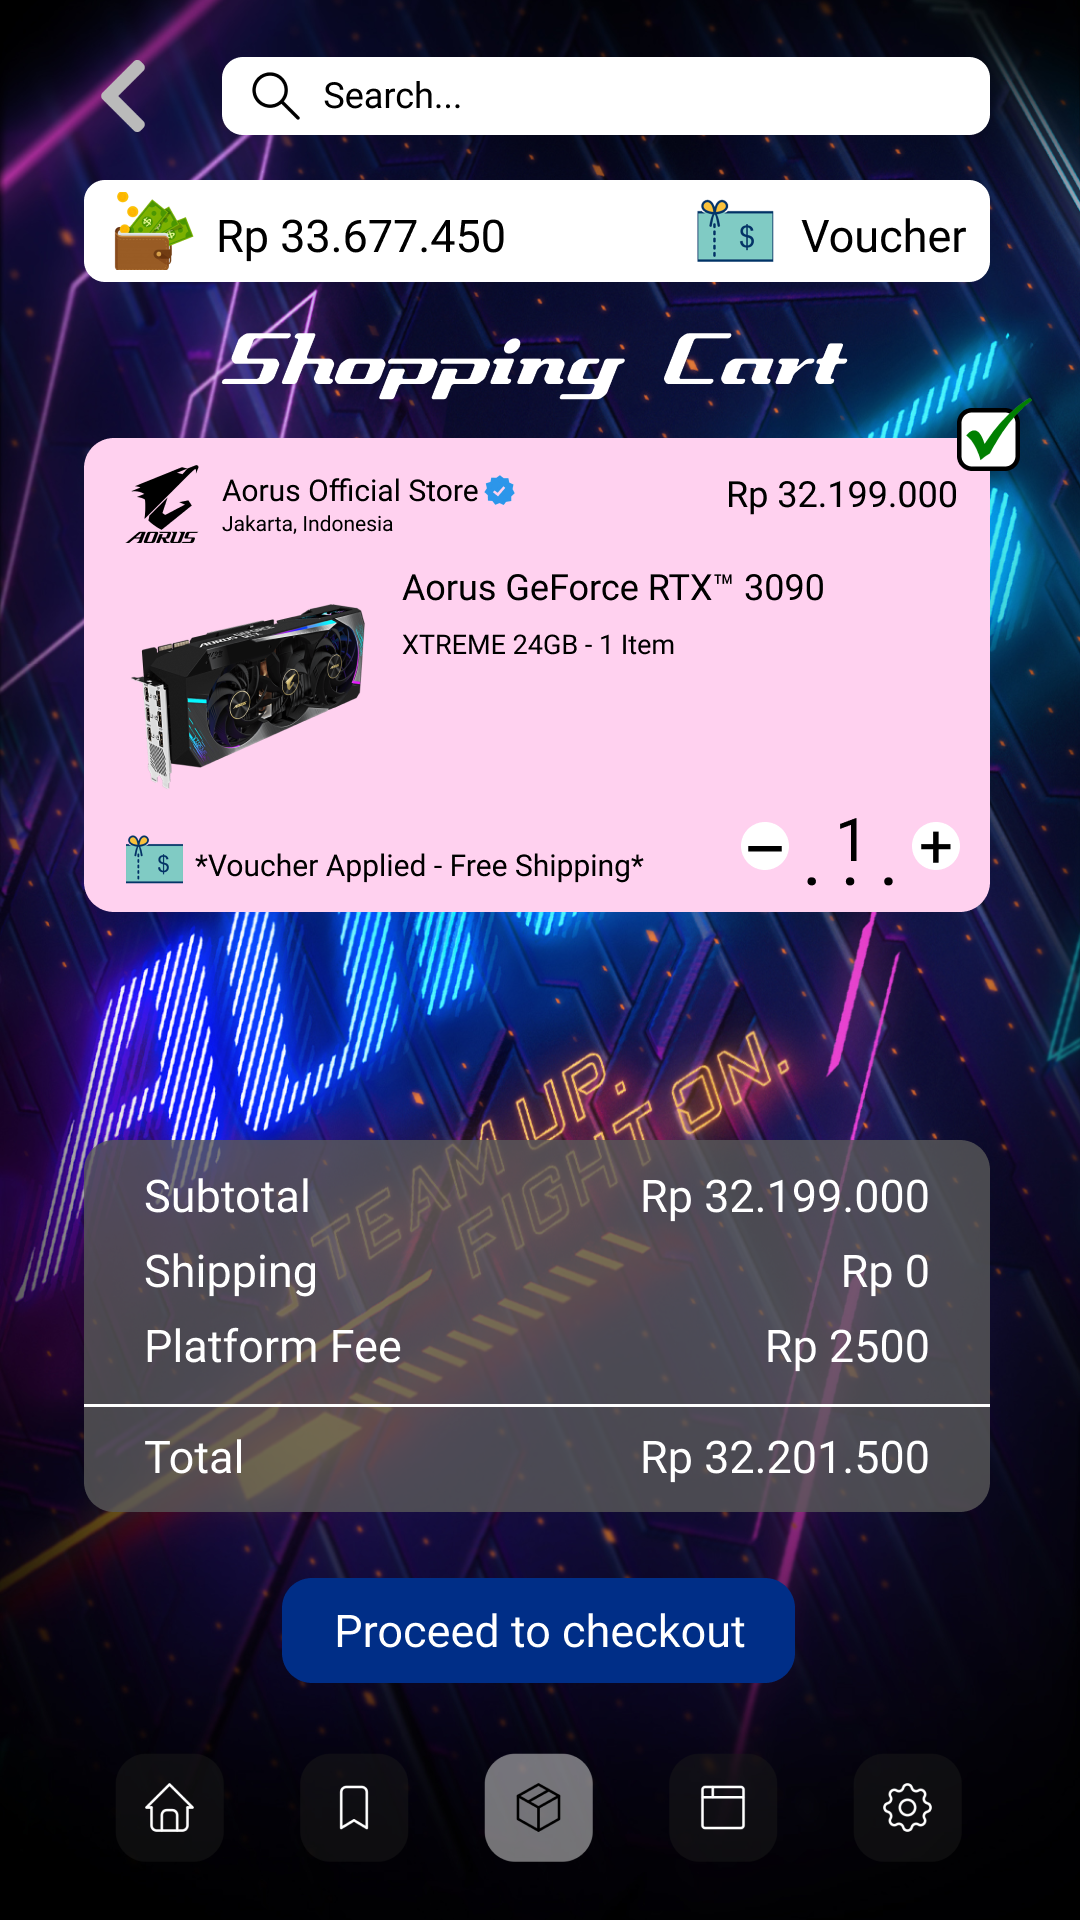 Search...
Rp 33.677.450
$ Voucher
Shopping Cart
Aorus Official Store
Rp 32.199.000
Jakarta, Indonesia
AORUS
Aorus GeForce RTX™ 3090
XTREME 24GB - 1 Item
$ *Voucher Applied - Free Shipping*
1
. . .
TEAM UP.
FIGHT ON.
Subtotal Rp 32.199.000
Shipping Rp 0
Platform Fee Rp 2500
Total Rp 32.201.500
Proceed to checkout